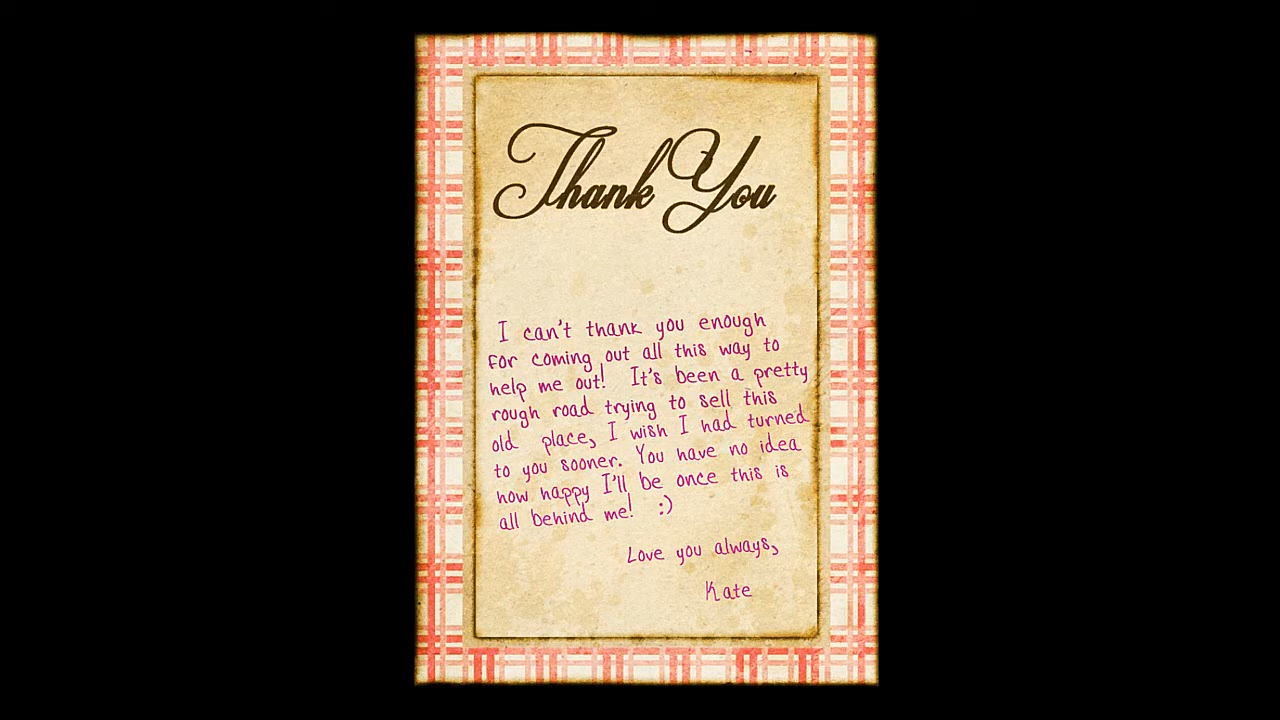 Thank You
I can't thank you enough
for coming out all this way to
help me out! It's been a pretty
rough road trying to sell this
old place, I wish I had turned
to you sooner. You have no idea
how happy I'll be once this is
all behind me! :)
Love you always,
Kate